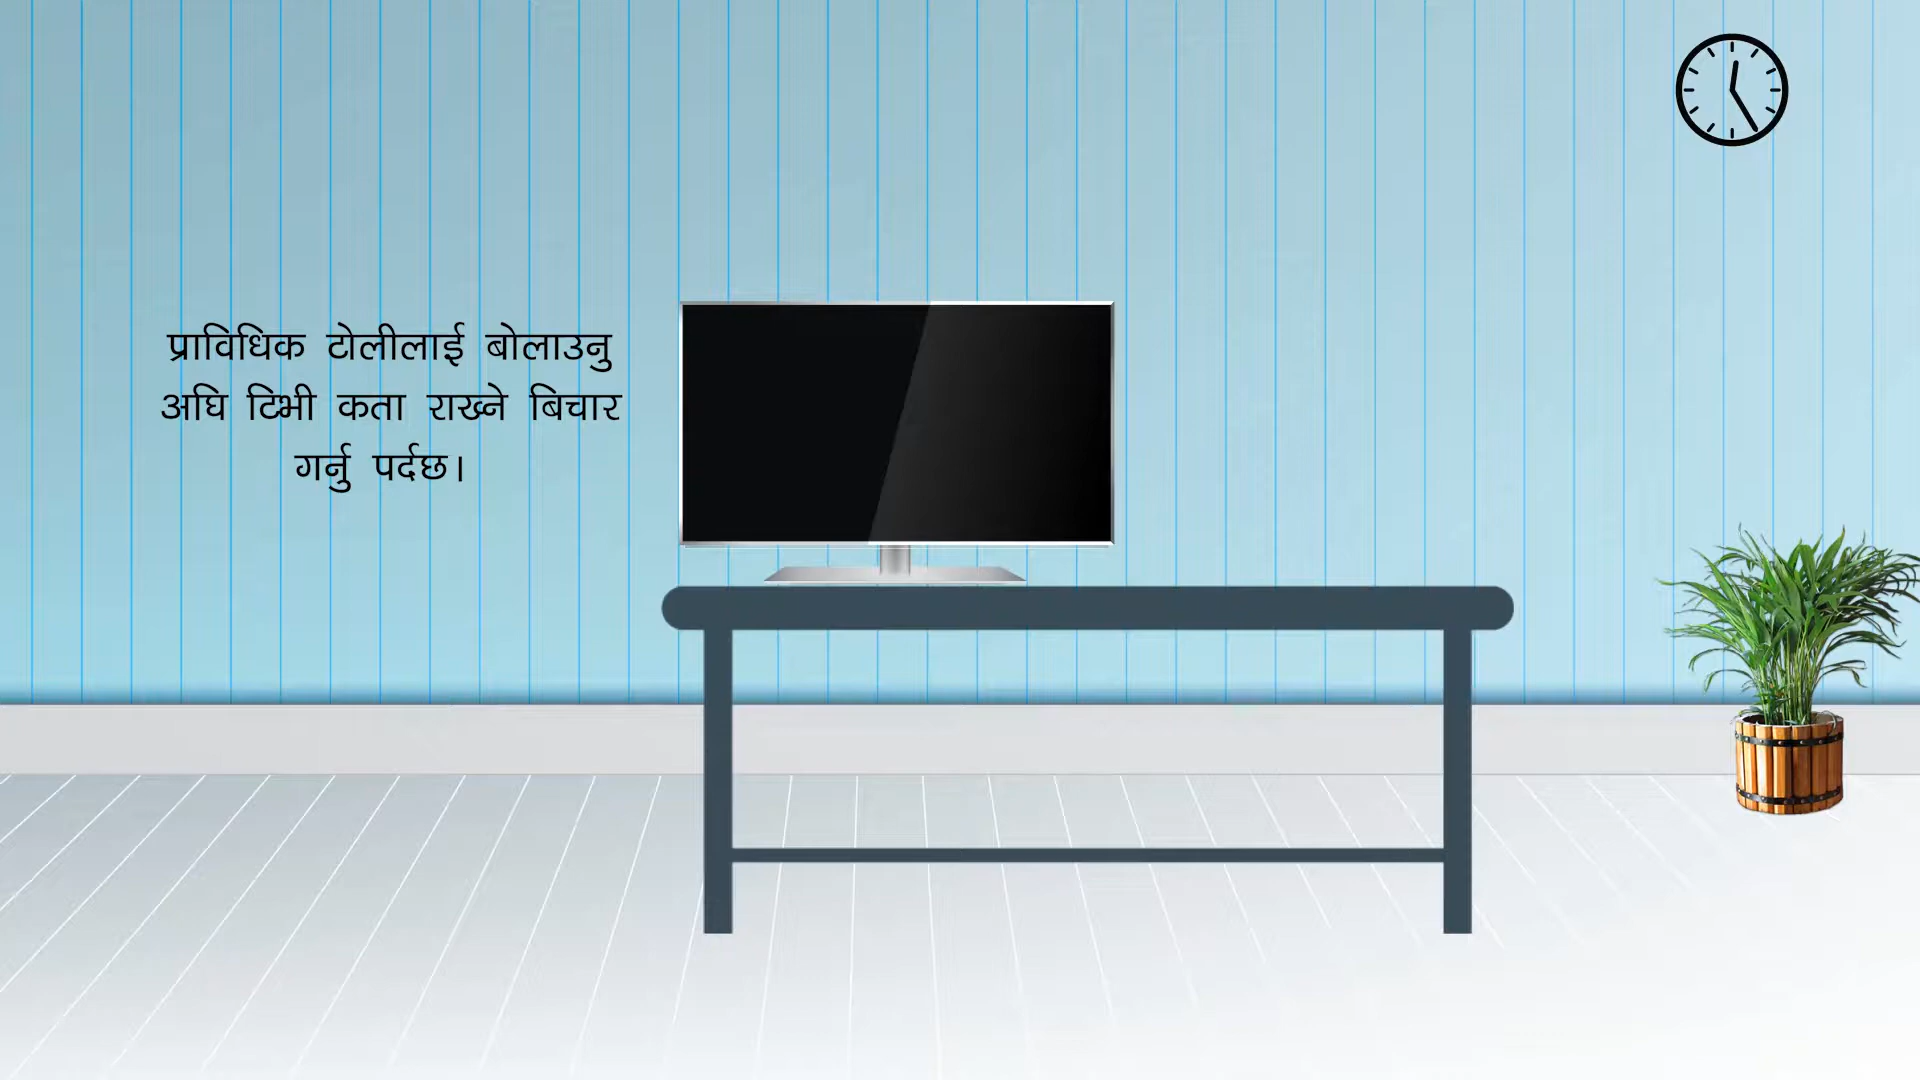 प्राविधिक टोलीलाई बोलाउनु
अघि टिभी कता राख्ने बिचार
गर्नु पर्दछ।